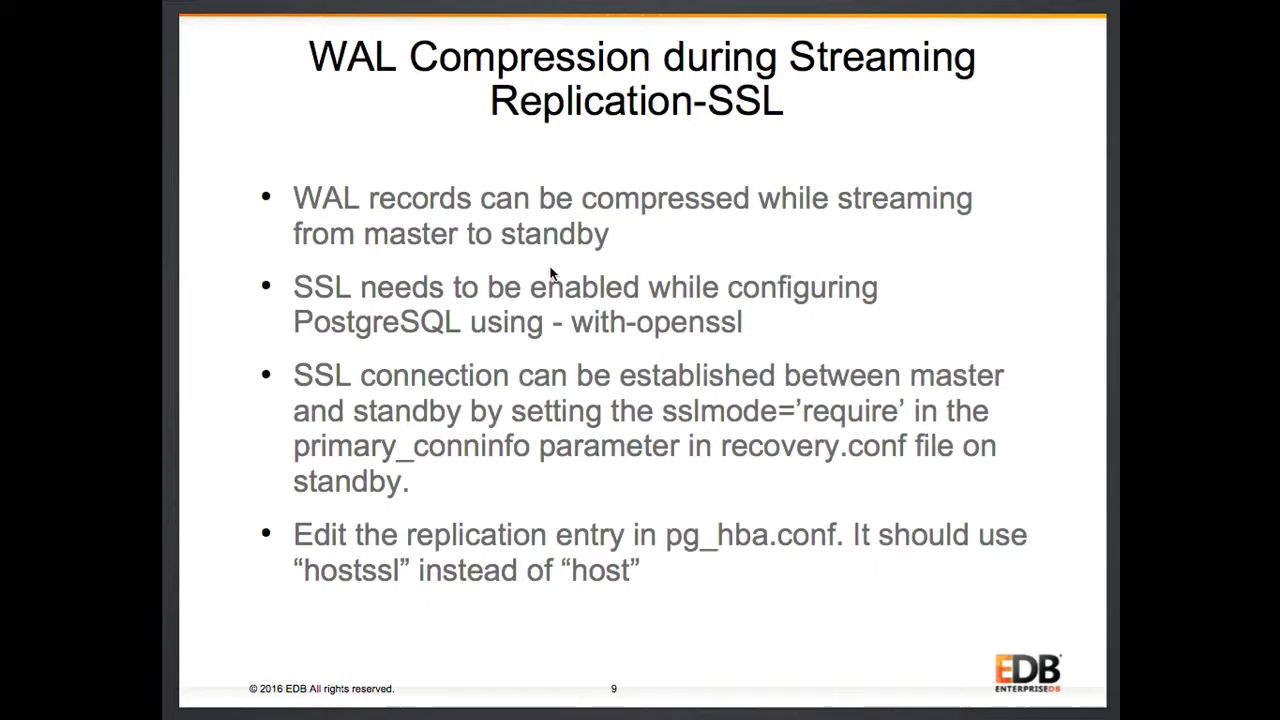 WAL Compression during Streaming
Replication-SSL
• WAL records can be compressed while streaming
from master to standby
• SSL needs to be enabled while configuring
PostgreSQL using - with-openssl
• SSL connection can be established between master
and standby by setting the sslmode=’require’ in the
primary_conninfo parameter in recovery.conf file on
standby.
• Edit the replication entry in pg_hba.conf. It should use
“hostssl” instead of “host”
EDB
ENTERPRISEDB
© 2016 EDB All rights reserved.
9